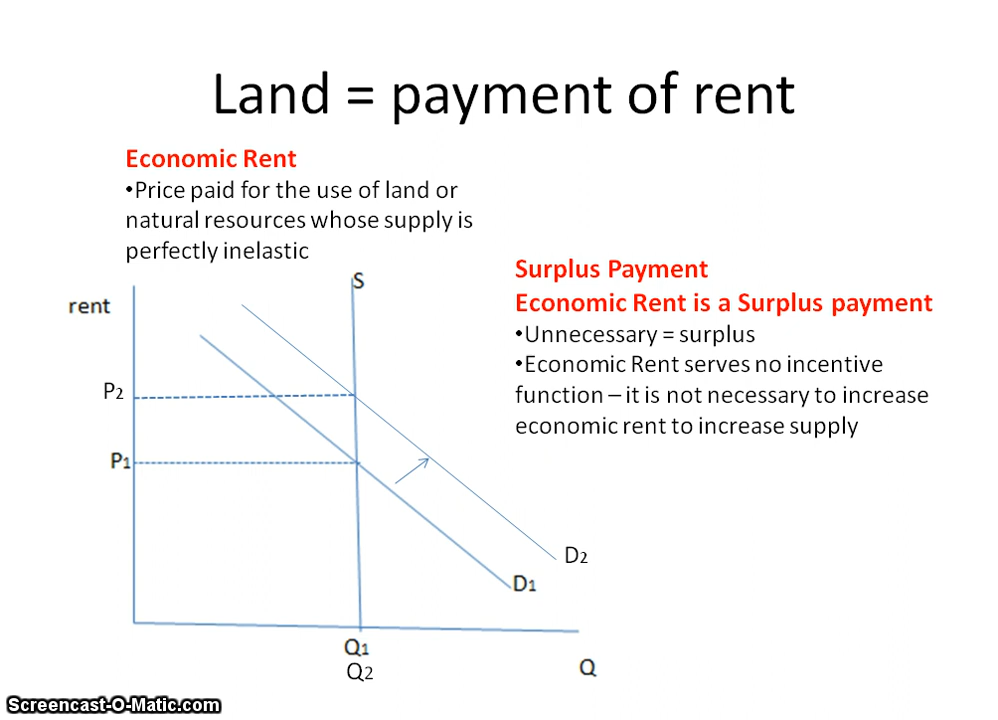 Land = payment of rent
Economic Rent
•Price paid for the use of land or
natural resources whose supply is
perfectly inelastic
Surplus Payment
Economic Rent is a Surplus payment
•Unnecessary = surplus
•Economic Rent serves no incentive
function – it is not necessary to increase
economic rent to increase supply
S
rent
P2
P1
D2
D1
Q1
Q2
Q
Screencast-O-Matic.com